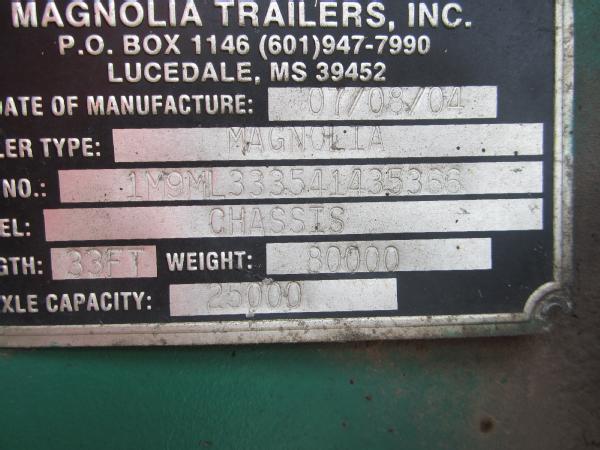 MAGNOLIA TRAILERS, INC.
P.O. BOX 1146 (601)947-7990
LUCEDALE, MS 39452
DATE OF MANUFACTURE: 07/08/04
LER TYPE: MAGNOLIA
NO.: 1M9ML333541435366
EL: CHASSIS
GTH: 33FT WEIGHT: 80000
XLE CAPACITY: 25000